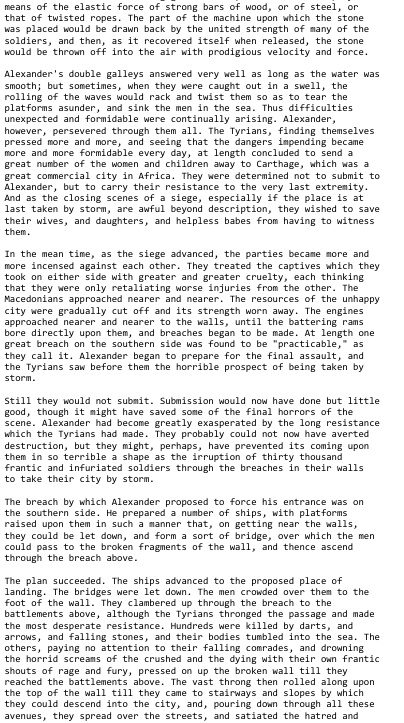 means of the elastic force of strong bars of wood, or of steel, or
that of twisted ropes. The part of the machine upon which the stone
was placed would be drawn back by the united strength of many of the
soldiers, and then, as it recovered itself when released, the stone
would be thrown off into the air with prodigious velocity and force.

Alexander's double galleys answered very well as long as the water was
smooth; but sometimes, when they were caught out in a swell, the
rolling of the waves would rack and twist them so as to tear the
platforms asunder, and sink the men in the sea. Thus difficulties
unexpected and formidable were continually arising. Alexander,
however, persevered through them all. The Tyrians, finding themselves
pressed more and more, and seeing that the dangers impending became
more and more formidable every day, at length concluded to send a
great number of the women and children away to Carthage, which was a
great commercial city in Africa. They were determined not to submit to
Alexander, but to carry their resistance to the very last extremity.
And as the closing scenes of a siege, especially if the place is at
last taken by storm, are awful beyond description, they wished to save
their wives, and daughters, and helpless babes from having to witness
them.

In the mean time, as the siege advanced, the parties became more and
more incensed against each other. They treated the captives which they
took on either side with greater and greater cruelty, each thinking
that they were only retaliating worse injuries from the other. The
Macedonians approached nearer and nearer. The resources of the unhappy
city were gradually cut off and its strength worn away. The engines
approached nearer and nearer to the walls, until the battering rams
bore directly upon them, and breaches began to be made. At length one
great breach on the southern side was found to be "practicable," as
they call it. Alexander began to prepare for the final assault, and
the Tyrians saw before them the horrible prospect of being taken by
storm.

Still they would not submit. Submission would now have done but little
good, though it might have saved some of the final horrors of the
scene. Alexander had become greatly exasperated by the long resistance
which the Tyrians had made. They probably could not now have averted
destruction, but they might, perhaps, have prevented its coming upon
them in so terrible a shape as the irruption of thirty thousand
frantic and infuriated soldiers through the breaches in their walls
to take their city by storm.

The breach by which Alexander proposed to force his entrance was on
the southern side. He prepared a number of ships, with platforms
raised upon them in such a manner that, on getting near the walls,
they could be let down, and form a sort of bridge, over which the men
could pass to the broken fragments of the wall, and thence ascend
through the breach above.

The plan succeeded. The ships advanced to the proposed place of
landing. The bridges were let down. The men crowded over them to the
foot of the wall. They clambered up through the breach to the
battlements above, although the Tyrians thronged the passage and made
the most desperate resistance. Hundreds were killed by darts, and
arrows, and falling stones, and their bodies tumbled into the sea. The
others, paying no attention to their falling comrades, and drowning
the horrid screams of the crushed and the dying with their own frantic
shouts of rage and fury, pressed on up the broken wall till they
reached the battlements above. The vast throng then rolled along upon
the top of the wall till they came to stairways and slopes by which
they could descend into the city, and, pouring down through all these
avenues, they spread over the streets, and satiated the hatred and